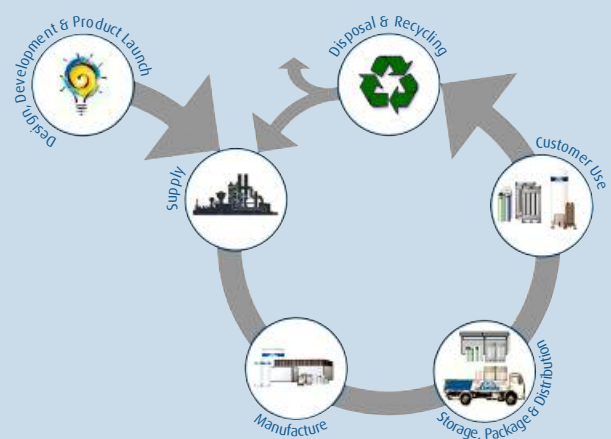 Design, Development & Product Launch
Disposal & Recycling
Supply
Customer Use
Manufacture
Storage, Package & Distribution